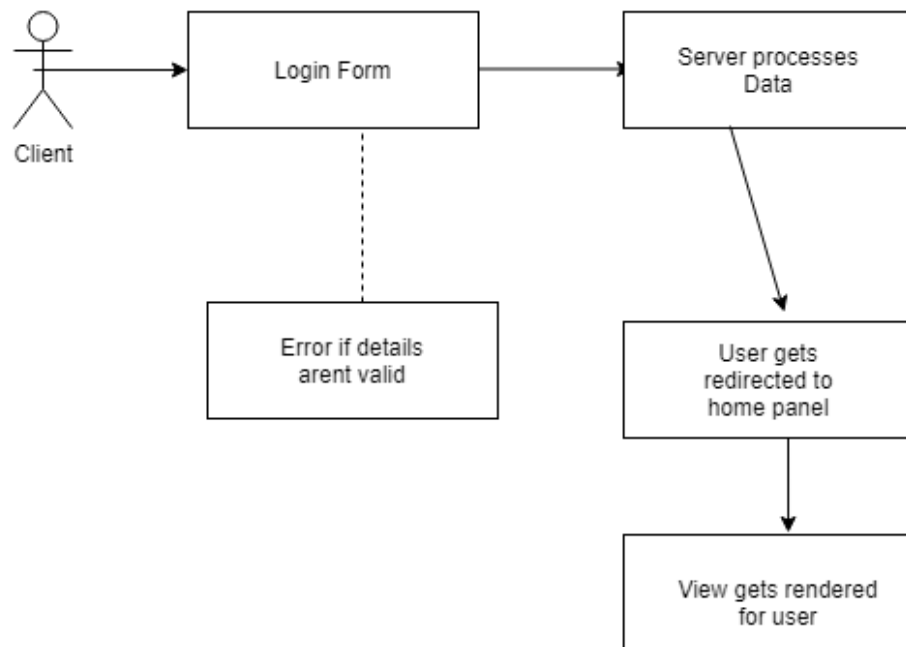 Login Form
Server processes
Data
Client
Error if details
arent valid
User gets
redirected to
home panel
View gets rendered
for user